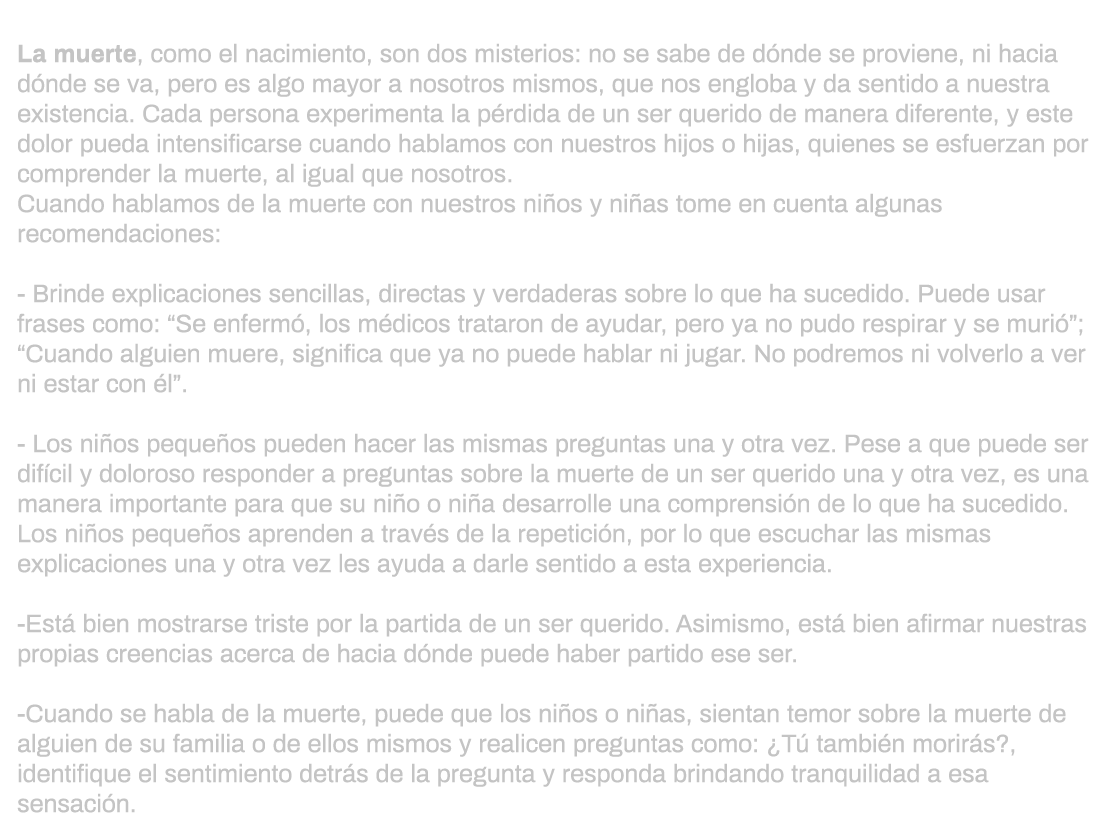 La muerte, como el nacimiento, son dos misterios: no se sabe de dónde se proviene, ni hacia
dónde se va, pero es algo mayor a nosotros mismos, que nos engloba y da sentido a nuestra
existencia. Cada persona experimenta la pérdida de un ser querido de manera diferente, y este
dolor pueda intensificarse cuando hablamos con nuestros hijos o hijas, quienes se esfuerzan por
comprender la muerte, al igual que nosotros.
Cuando hablamos de la muerte con nuestros niños y niñas tome en cuenta algunas
recomendaciones:
- Brinde explicaciones sencillas, directas y verdaderas sobre lo que ha sucedido. Puede usar
frases como: “Se enfermó, los médicos trataron de ayudar, pero ya no pudo respirar y se murió”;
“Cuando alguien muere, significa que ya no puede hablar ni jugar. No podremos ni volverlo a ver
ni estar con él”.
- Los niños pequeños pueden hacer las mismas preguntas una y otra vez. Pese a que puede ser
difícil y doloroso responder a preguntas sobre la muerte de un ser querido una y otra vez, es una
manera importante para que su niño o niña desarrolle una comprensión de lo que ha sucedido.
Los niños pequeños aprenden a través de la repetición, por lo que escuchar las mismas
explicaciones una y otra vez les ayuda a darle sentido a esta experiencia.
-Está bien mostrarse triste por la partida de un ser querido. Asimismo, está bien afirmar nuestras
propias creencias acerca de hacia dónde puede haber partido ese ser.
-Cuando se habla de la muerte, puede que los niños o niñas, sientan temor sobre la muerte de
alguien de su familia o de ellos mismos y realicen preguntas como: ¿Tú también morirás?,
identifique el sentimiento detrás de la pregunta y responda brindando tranquilidad a esa
sensación.